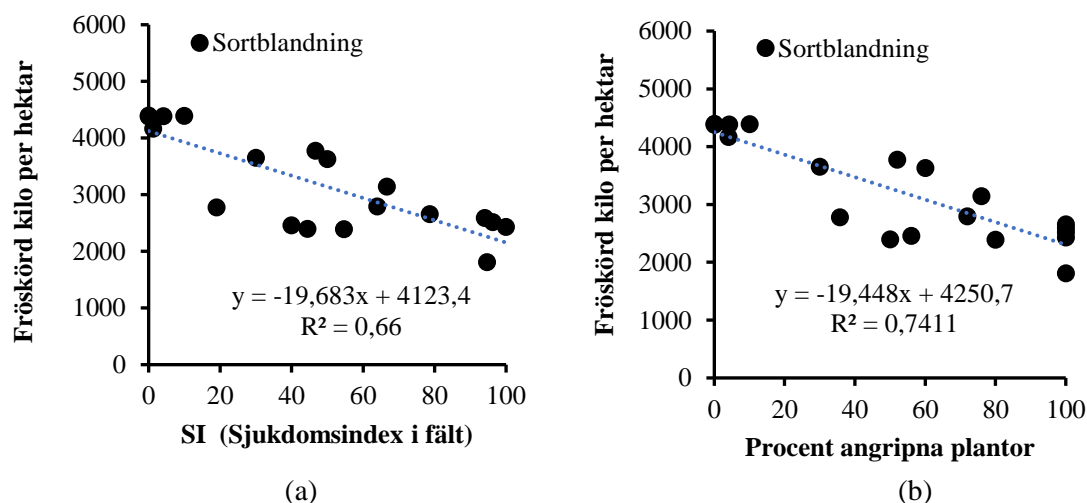 6000
5000
4000
3000
2000
1000
0
Fröskörd kilo per hektar
Sortblandning
y = -19,683x + 4123,4
R² = 0,66
0 20 40 60 80 100
SI (Sjukdomsindex i fält)
(a)
6000
5000
4000
3000
2000
1000
0
Fröskörd kilo per hektar
Sortblandning
y = -19,448x + 4250,7
R² = 0,7411
0 20 40 60 80 100
Procent angripna plantor
(b)